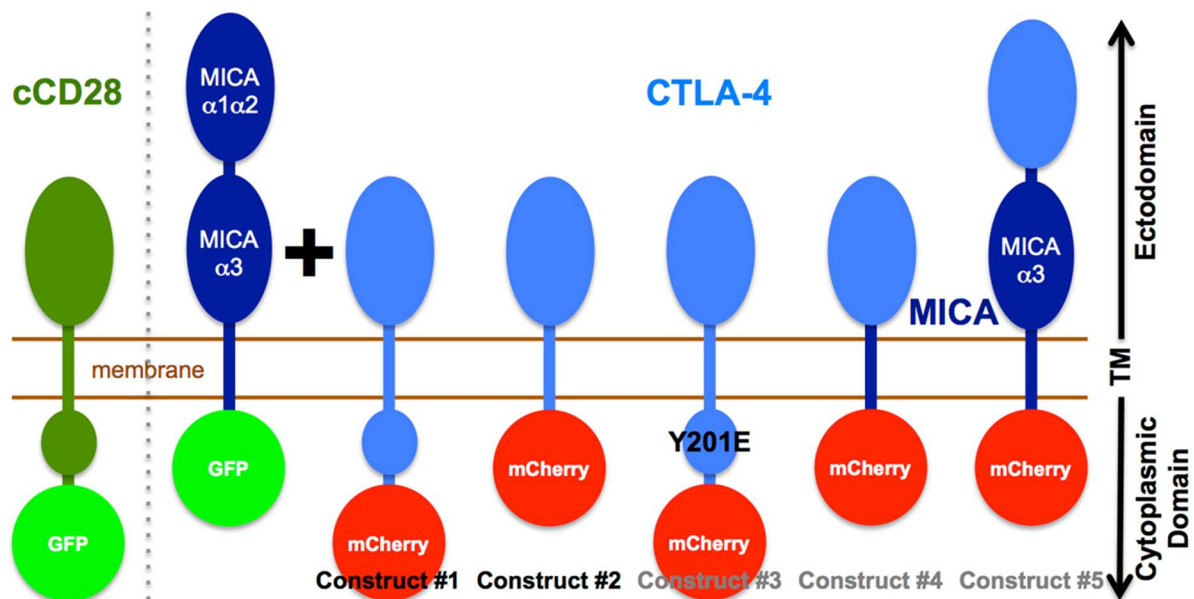 cCD28
MICA
α1α2
CTLA-4
MICA
α3
+
MICA
MICA
α3
membrane
GFP
GFP
mCherry
mCherry
Y201E
mCherry
mCherry
mCherry
Construct #1
Construct #2
Construct #3
Construct #4
Construct #5
Ectodomain
TM
Cytoplasmic
Domain